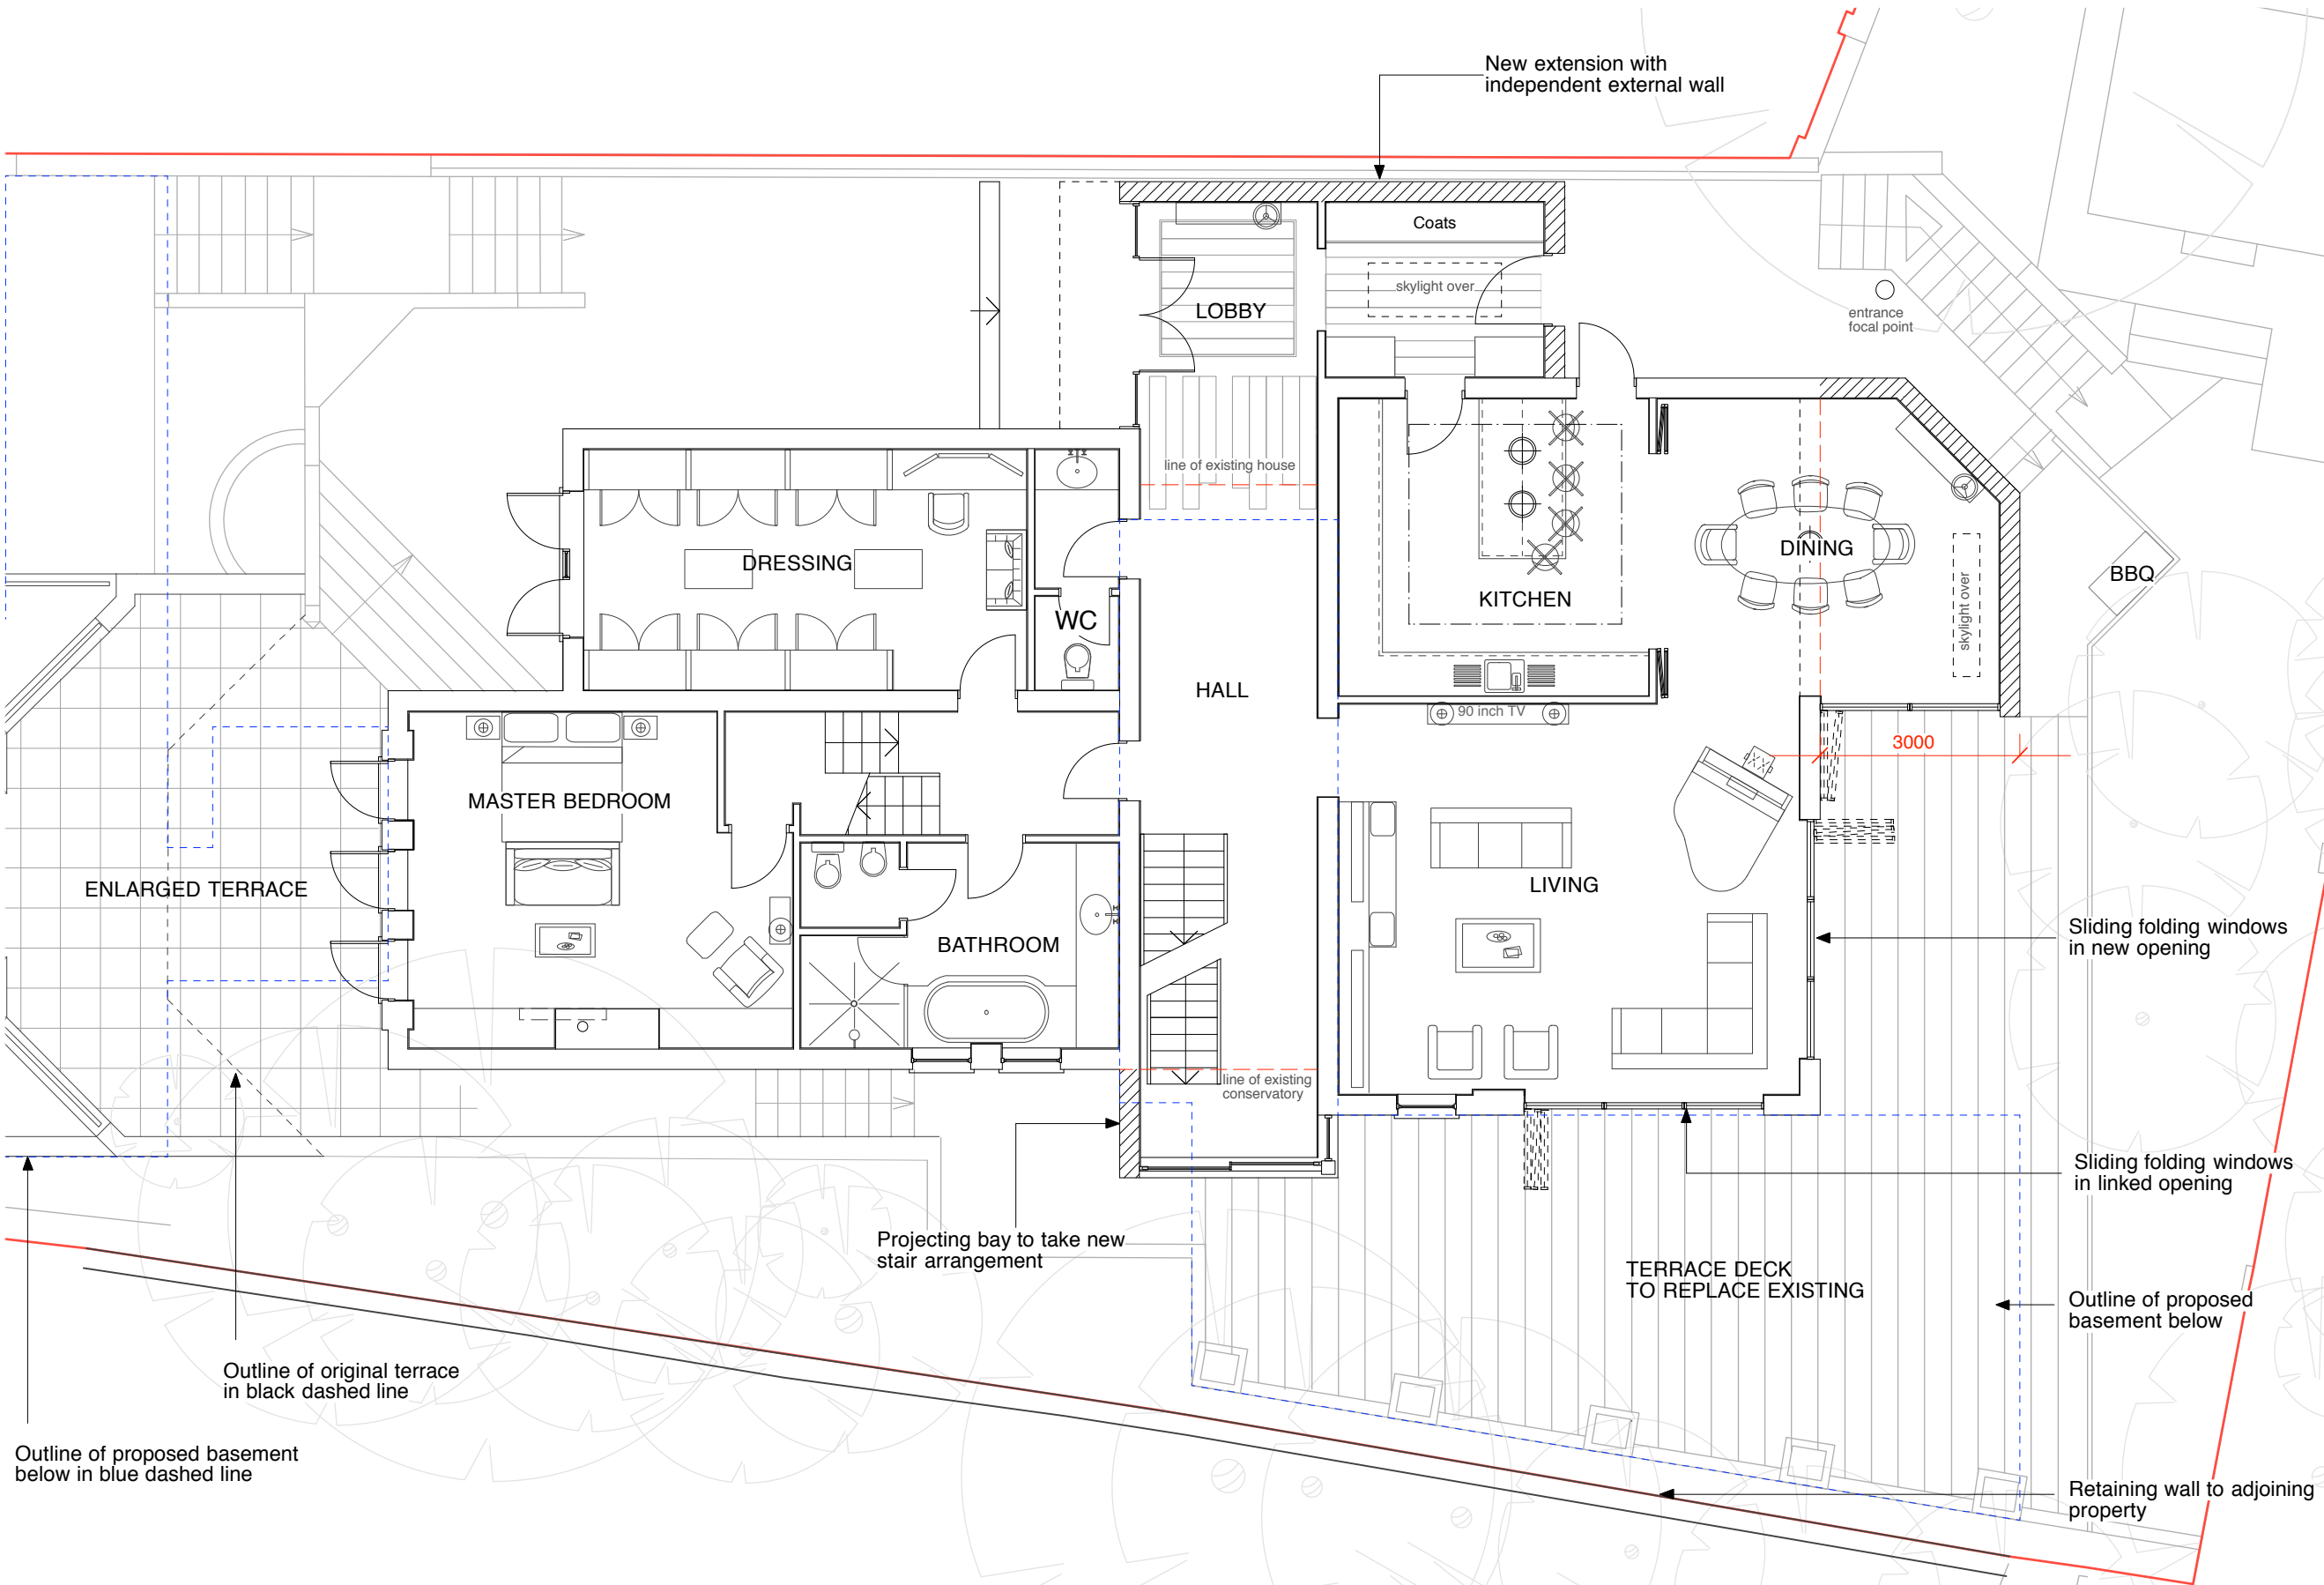 New extension with
independent external wall
Coats
skylight over
LOBBY
entrance
focal point
line of existing house
DRESSING
WC
KITCHEN
DINING
skylight over
BBQ
HALL
90 inch TV
3000
MASTER BEDROOM
ENLARGED TERRACE
LIVING
BATHROOM
Sliding folding windows
in new opening
line of existing
conservatory
Sliding folding windows
in linked opening
Projecting bay to take new
stair arrangement
TERRACE DECK
TO REPLACE EXISTING
Outline of proposed
basement below
Outline of original terrace
in black dashed line
Outline of proposed basement
below in blue dashed line
Retaining wall to adjoining
property